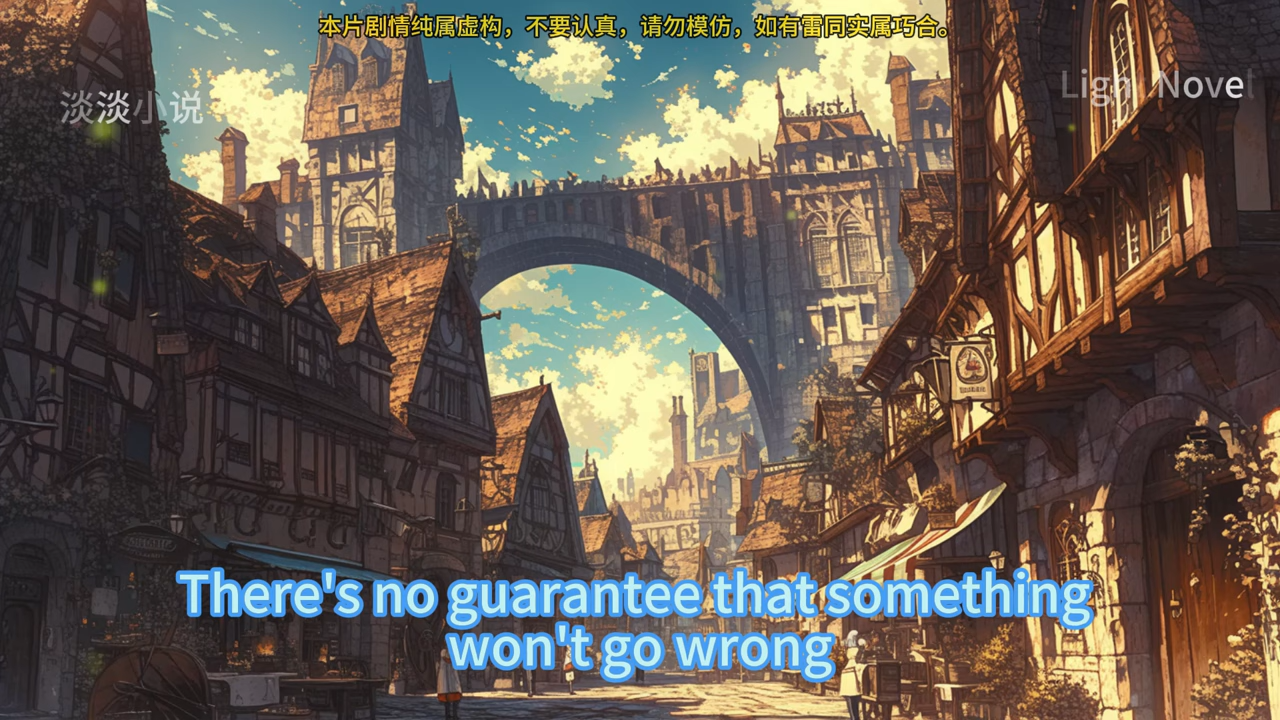 本片剧情纯属虚构，不要认真，请勿模仿，如有雷同实属巧合。
淡淡小说
Light Novel
There's no guarantee that something
won't go wrong